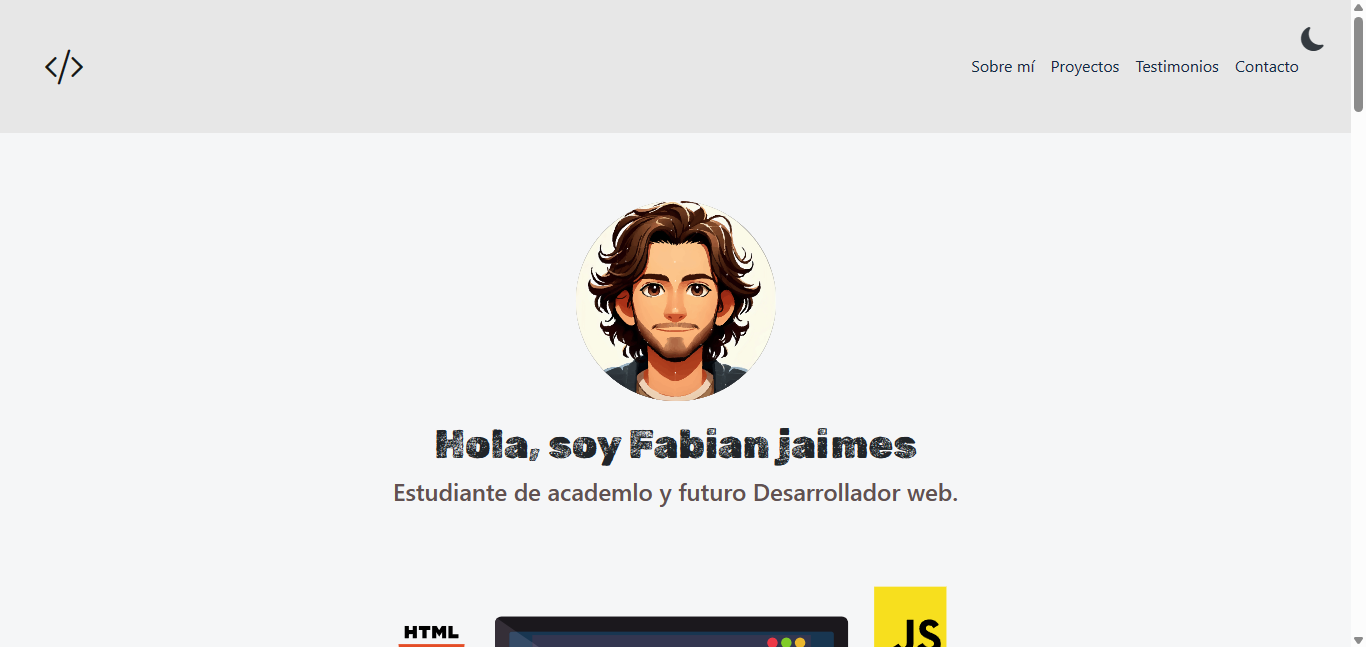 </>
Sobre mí Proyectos Testimonios Contacto
Hola, soy Fabian jaimes
Estudiante de academlo y futuro Desarrollador web.
HTML
JS